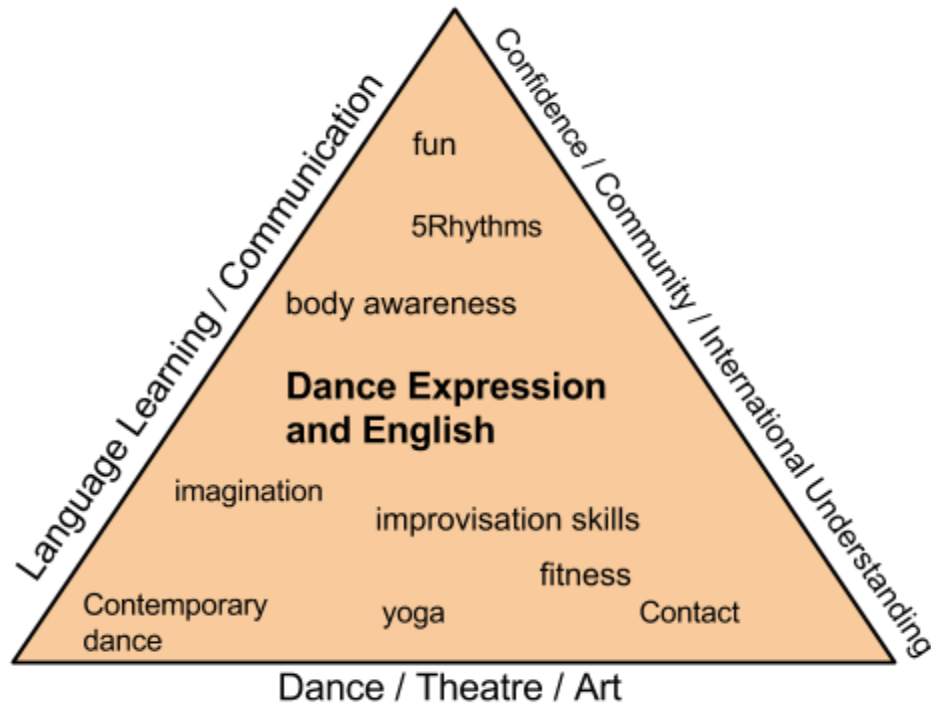 Language Learning / Communication
Confidence / Community / International Understanding
fun
5Rhythms
body awareness
Dance Expression
and English
imagination
improvisation skills
fitness
Contemporary
dance
yoga
Contact
Dance / Theatre / Art